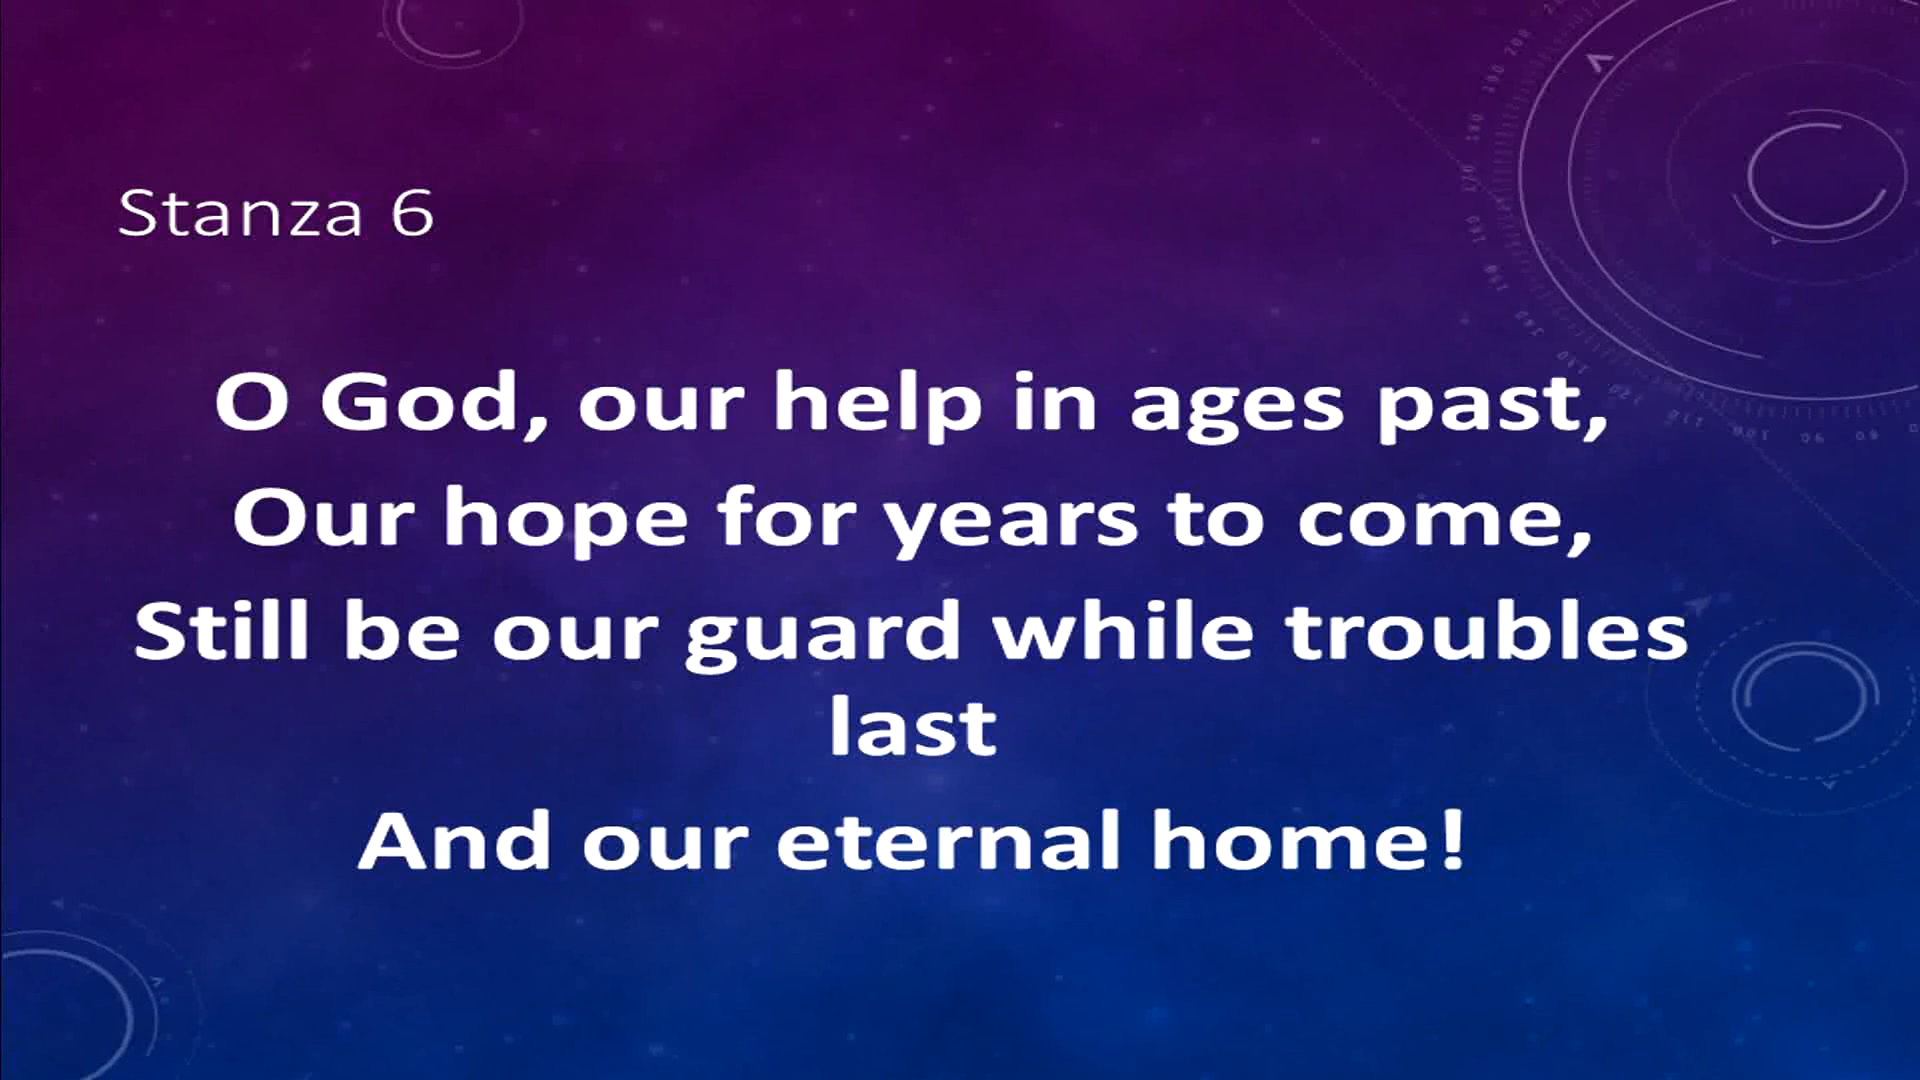 Stanza 6
O God, our help in ages past,
Our hope for years to come,
Still be our guard while troubles
last
And our eternal home!